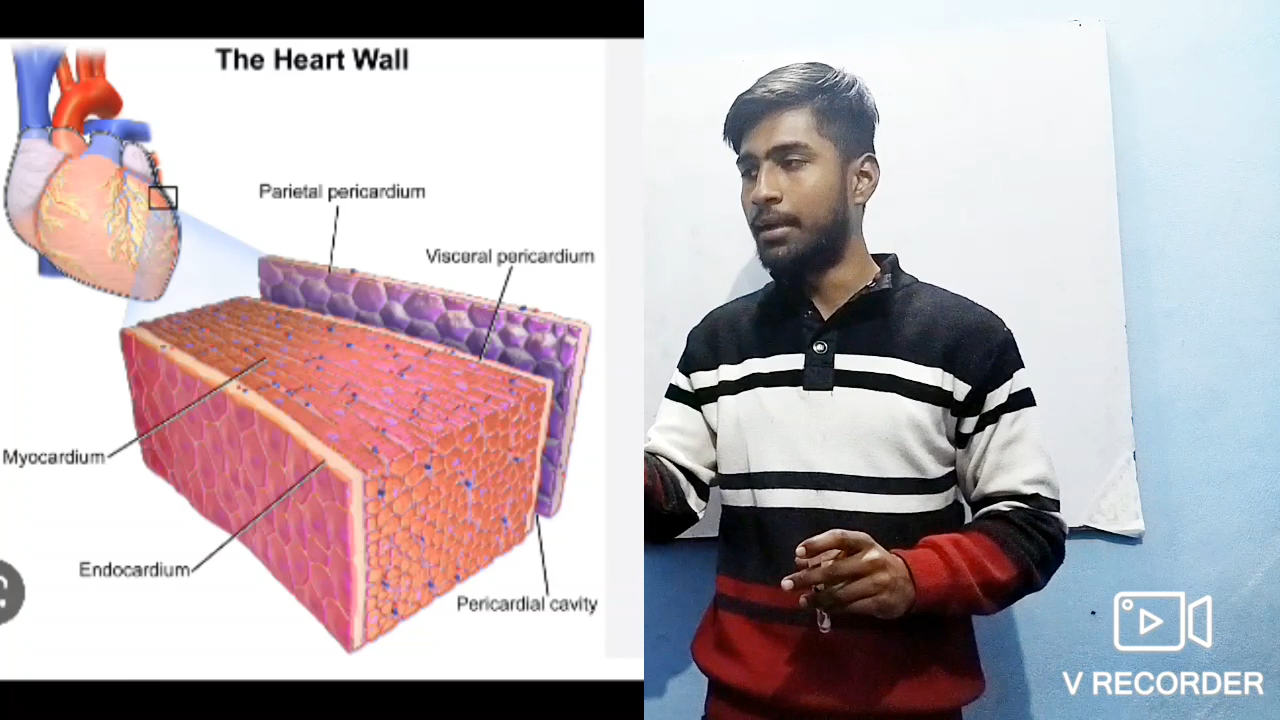 The Heart Wall
Parietal pericardium
Visceral pericardium
Myocardium
Endocardium
Pericardial cavity
V RECORDER